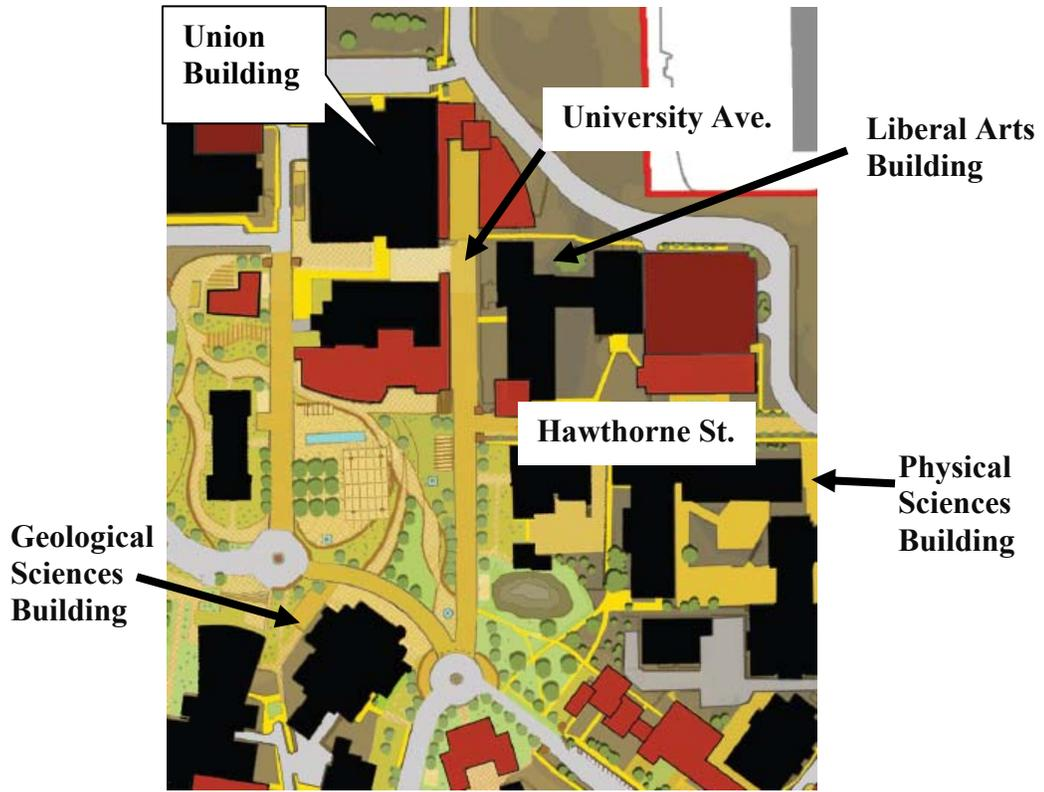 Union
Building
University Ave.
Liberal Arts
Building
Hawthorne St.
Physical
Sciences
Building
Geological
Sciences
Building